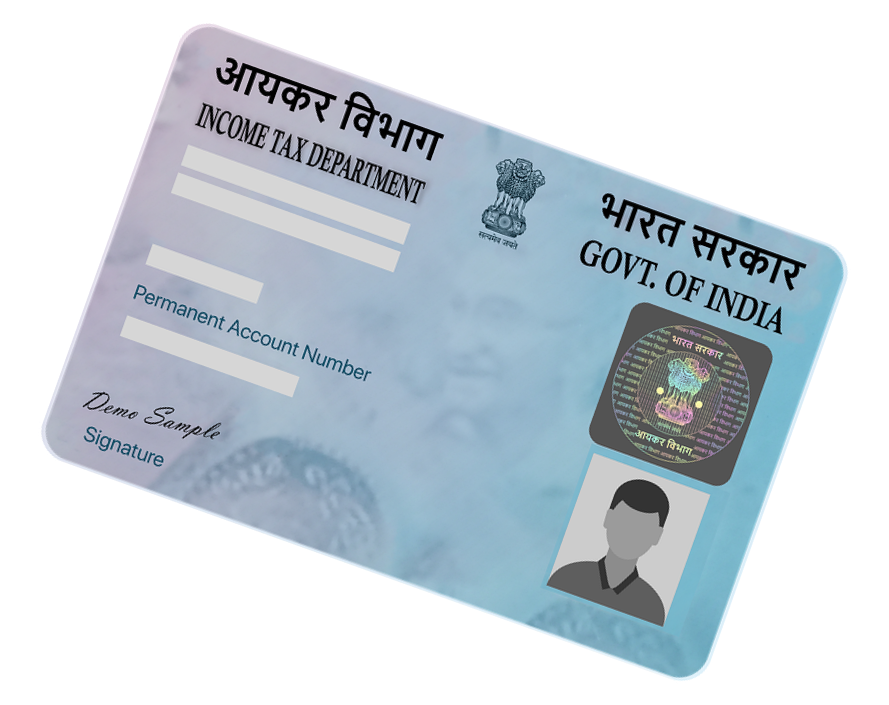 आयकर विभाग
INCOME TAX DEPARTMENT
सत्यमेव जयते
भारत सरकार
GOVT. OF INDIA
Permanent Account Number
Demo Sample
Signature
भारत सरकार
आयकर विभाग